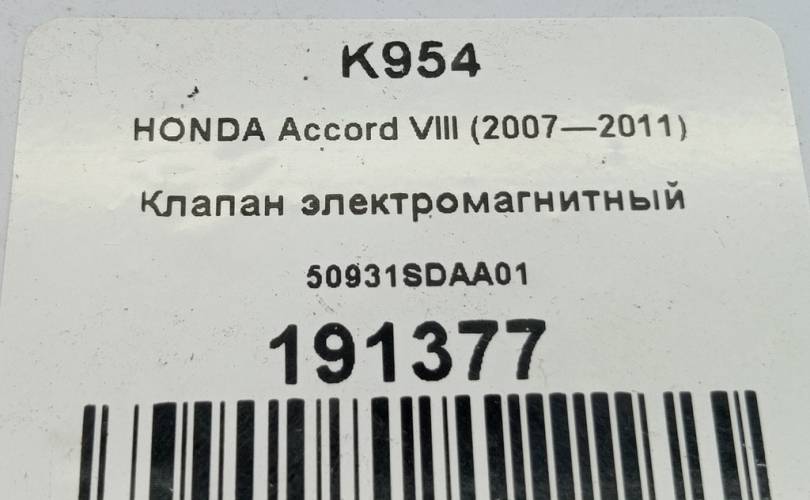 K954
HONDA Accord VIII (2007—2011)
Клапан электромагнитный
50931SDAA01
191377